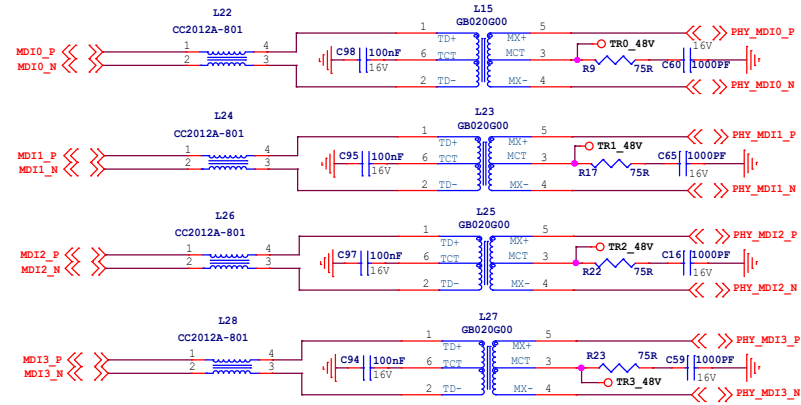 L22
CC2012A-801
L15
GB020G00
MDI0_P
MDI0_N
1 4
2 3
C98 100nF
16V
1 TD+ MX+ 5
6 TCT MCT 3
2 TD- MX- 4
TR0_48V
R9 75R
16V
C60 1000PF
PHY_MDI0_P
PHY_MDI0_N
L24
CC2012A-801
L23
GB020G00
MDI1_P
MDI1_N
1 4
2 3
C95 100nF
16V
1 TD+ MX+ 5
6 TCT MCT 3
2 TD- MX- 4
TR1_48V
R17 75R
C65 1000PF
16V
PHY_MDI1_P
PHY_MDI1_N
L26
CC2012A-801
L25
GB020G00
MDI2_P
MDI2_N
1 4
2 3
C97 100nF
16V
1 TD+ MX+ 5
6 TCT MCT 3
2 TD- MX- 4
TR2_48V
R22 75R
C16 1000PF
16V
PHY_MDI2_P
PHY_MDI2_N
L28
CC2012A-801
L27
GB020G00
MDI3_P
MDI3_N
1 4
2 3
C94 100nF
16V
1 TD+ MX+ 5
6 TCT MCT 3
2 TD- MX- 4
R23 75R
TR3_48V
C59 1000PF
16V
PHY_MDI3_P
PHY_MDI3_N